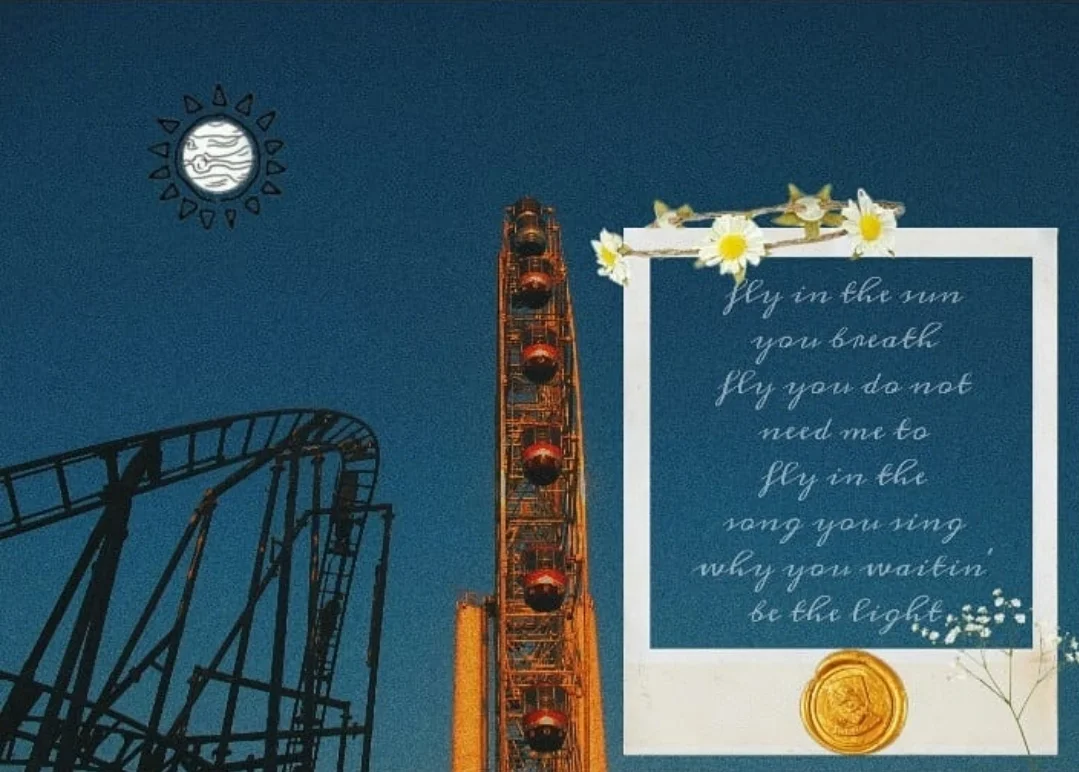 fly in the sun
you breath
fly you do not
need me to
fly in the
song you sing
why you waitin'
be the light